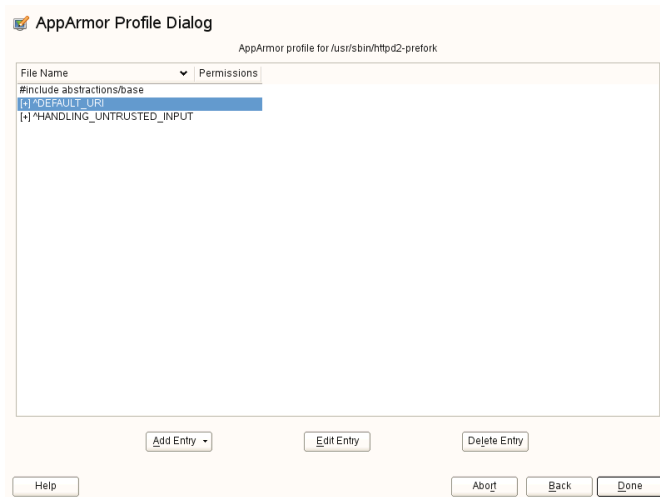 AppArmor Profile Dialog
AppArmor profile for /usr/sbin/httpd2-prefork
File Name Permissions
#include abstractions/base
[+] ^DEFAULT_URI
[+] ^HANDLING_UNTRUSTED_INPUT
Add Entry Edit Entry Delete Entry
Help Abort Back Done